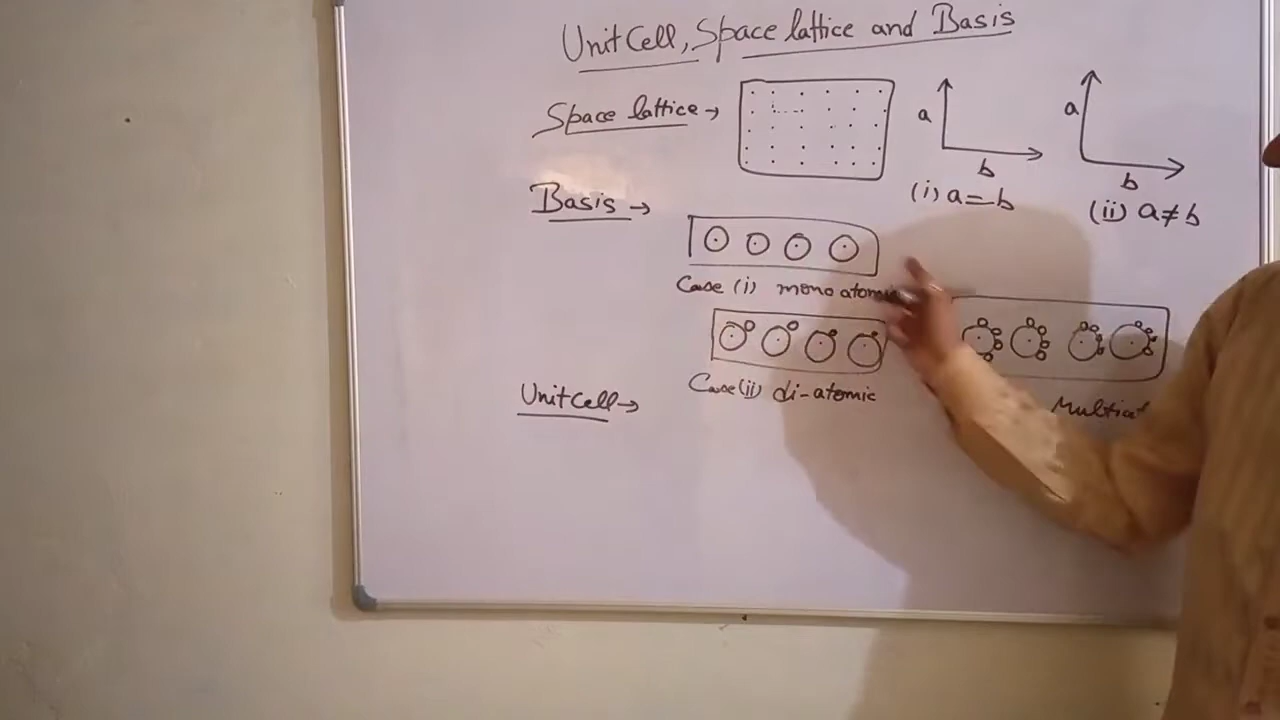 Unit Cell, Space lattice and Basis
Space lattice →
a
b
(i) a = b
a
b
(ii) a ≠ b
Basis →
Case (i) mono atomic
Case (ii) di-atomic
Unit Cell →